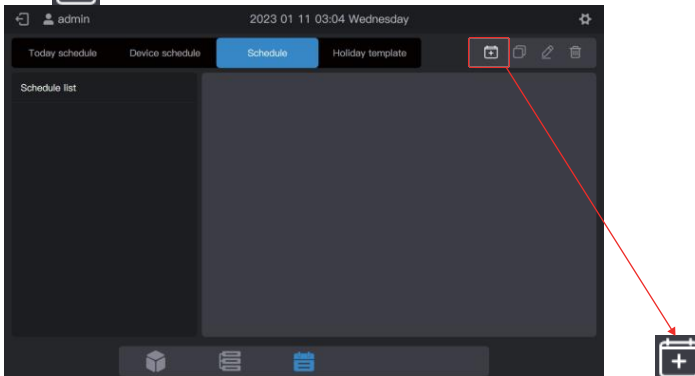 admin
2023 01 11 03:04 Wednesday
Today schedule Device schedule Schedule Holiday template
Schedule list